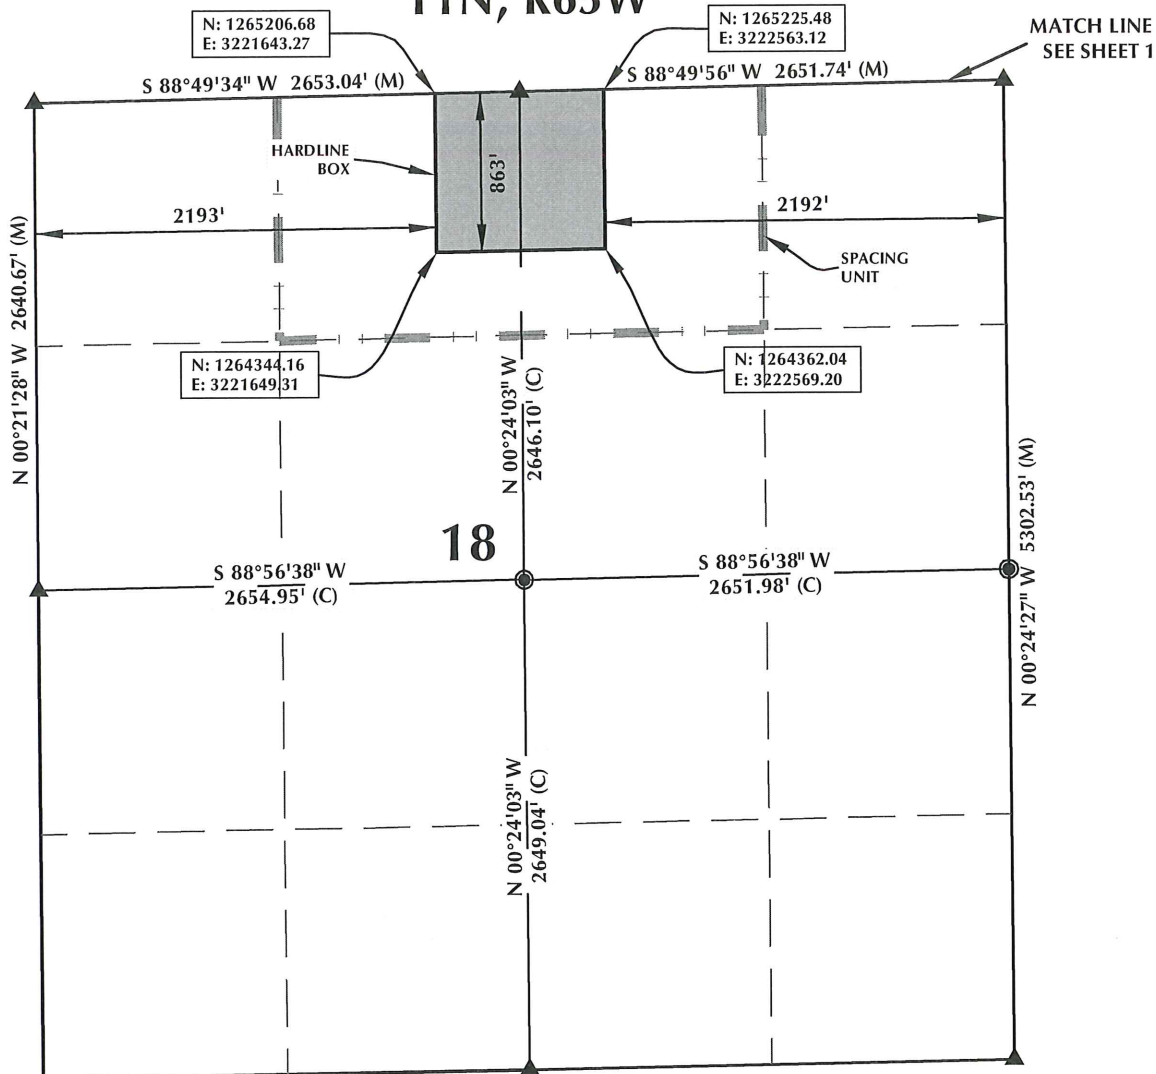 T1N, R65W
N: 1265206.68
E: 3221643.27
N: 1265225.48
E: 3222563.12
MATCH LINE
SEE SHEET 1
S 88°49'34" W 2653.04' (M)
S 88°49'56" W 2651.74' (M)
HARDLINE
BOX
863'
2193'
2192'
SPACING
UNIT
N 00°21'28" W 2640.67' (M)
N: 1264344.16
E: 3221649.31
N: 1264362.04
E: 3222569.20
N 00°24'03" W
2646.10' (C)
18
S 88°56'38" W
2654.95' (C)
S 88°56'38" W
2651.98' (C)
N 00°24'27" W 5302.53' (M)
N 00°24'03" W
2649.04' (C)